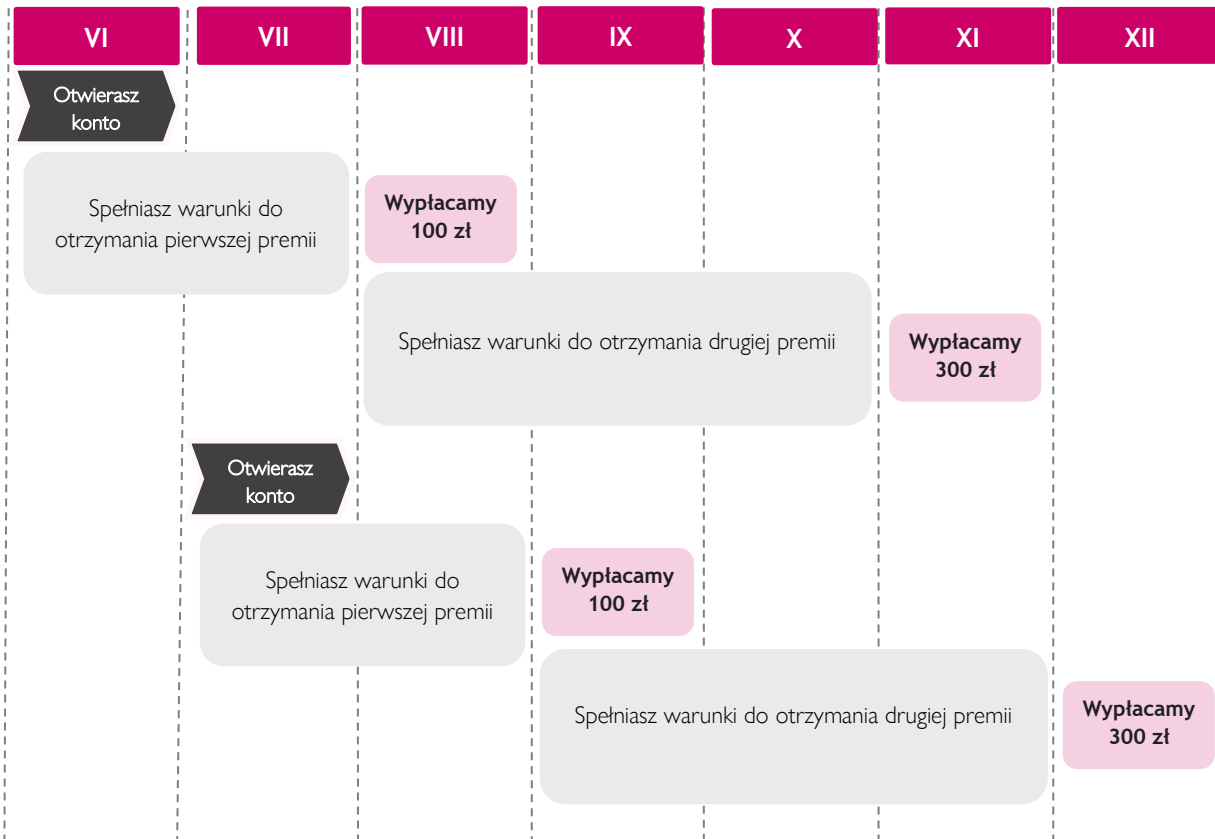 VI VII VIII IX X XI XII
Otwierasz
konto
Spełniasz warunki do
otrzymania pierwszej premii
Wypłacamy
100 zł
Spełniasz warunki do otrzymania drugiej premii
Wypłacamy
300 zł
Otwierasz
konto
Spełniasz warunki do
otrzymania pierwszej premii
Wypłacamy
100 zł
Spełniasz warunki do otrzymania drugiej premii
Wypłacamy
300 zł